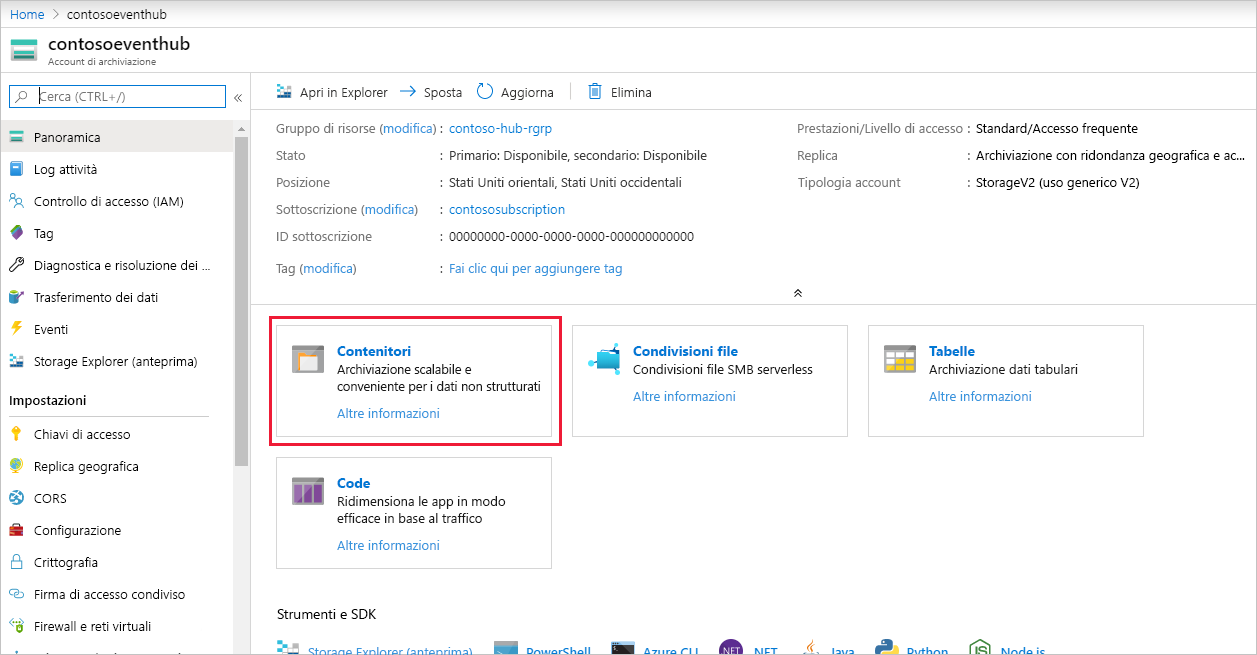 Home > contosoeventhub
contosoeventhub
Account di archiviazione
Cerca (CTRL+/)
«
Panoramica
Log attività
Controllo di accesso (IAM)
Tag
Diagnostica e risoluzione dei ...
Trasferimento dei dati
Eventi
Storage Explorer (anteprima)
Impostazioni
Chiavi di accesso
Replica geografica
CORS
Configurazione
Crittografia
Firma di accesso condiviso
Firewall e reti virtuali
Apri in Explorer Sposta Aggiorna Elimina
Gruppo di risorse (modifica) : contoso-hub-rgrp
Stato : Primario: Disponibile, secondario: Disponibile
Posizione : Stati Uniti orientali, Stati Uniti occidentali
Sottoscrizione (modifica) : contososubscription
ID sottoscrizione : 00000000-0000-0000-0000-000000000000
Tag (modifica) : Fai clic qui per aggiungere tag
Prestazioni/Livello di accesso : Standard/Accesso frequente
Replica : Archiviazione con ridondanza geografica e ac...
Tipologia account : StorageV2 (uso generico V2)
Contenitori
Archiviazione scalabile e
conveniente per i dati non strutturati
Altre informazioni
Condivisioni file
Condivisioni file SMB serverless
Altre informazioni
Tabelle
Archiviazione dati tabulari
Altre informazioni
Code
Ridimensiona le app in modo
efficace in base al traffico
Altre informazioni
Strumenti e SDK
Storage Explorer (anteprima) PowerShell Azure CLI NET .NET Java Python JS Node.js